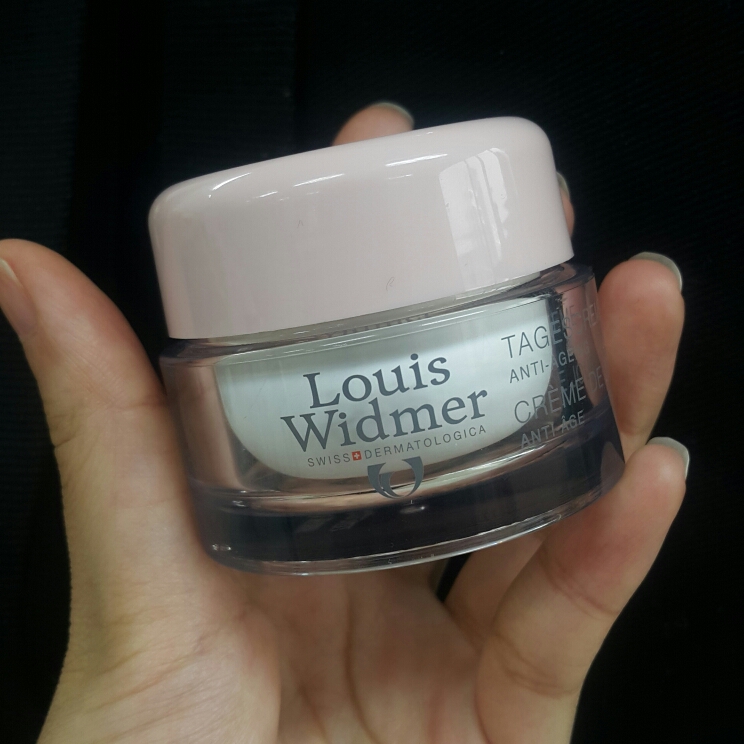 Louis
Widmer
SWISS DERMATOLOGICA
ANTI-AGE
CRÈME DE
ANTI-ÂGE